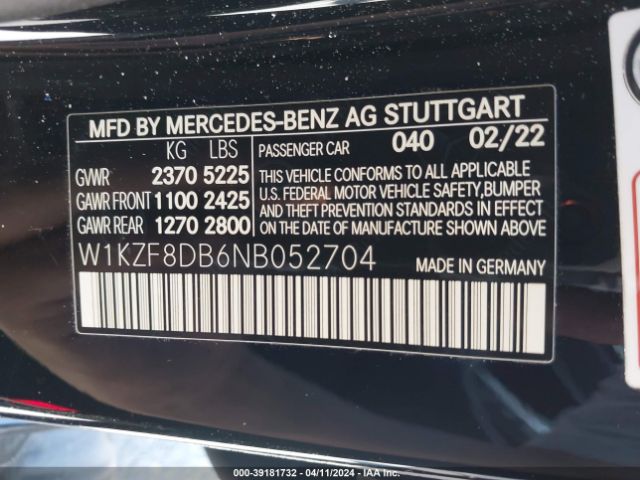 MFD BY MERCEDES-BENZ AG STUTTGART
KG LBS
GVWR 2370 5225
GAWR FRONT 1100 2425
GAWR REAR 1270 2800
PASSENGER CAR 040 02/22
THIS VEHICLE CONFORMS TO ALL APPLICABLE
U.S. FEDERAL MOTOR VEHICLE SAFETY,BUMPER
AND THEFT PREVENTION STANDARDS IN EFFECT
ON THE DATE OF MANUFACTURE SHOWN ABOVE.
W1KZF8DB6NB052704
MADE IN GERMANY
000-39181732 - 04/11/2024 - IAA Inc.